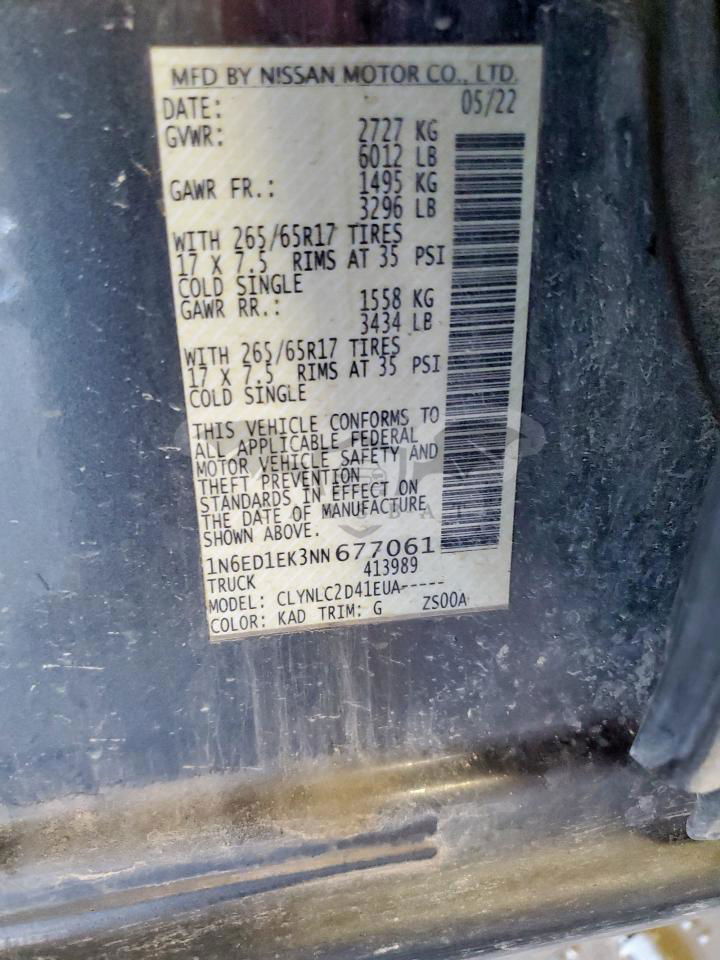 MFD BY NISSAN MOTOR CO., LTD.
DATE: 05/22
GVWR: 2727 KG
6012 LB
GAWR FR.: 1495 KG
3296 LB
WITH 265/65R17 TIRES
17 X 7.5 RIMS AT 35 PSI
COLD SINGLE
GAWR RR.: 1558 KG
3434 LB
WITH 265/65R17 TIRES
17 X 7.5 RIMS AT 35 PSI
COLD SINGLE
THIS VEHICLE CONFORMS TO
ALL APPLICABLE FEDERAL
MOTOR VEHICLE SAFETY AND
THEFT PREVENTION
STANDARDS IN EFFECT ON
THE DATE OF MANUFACTURE
SHOWN ABOVE.
1N6ED1EK3NN677061
TRUCK 413989
MODEL: CLYNLC2D41EUA-----
COLOR: KAD TRIM: G ZS00A